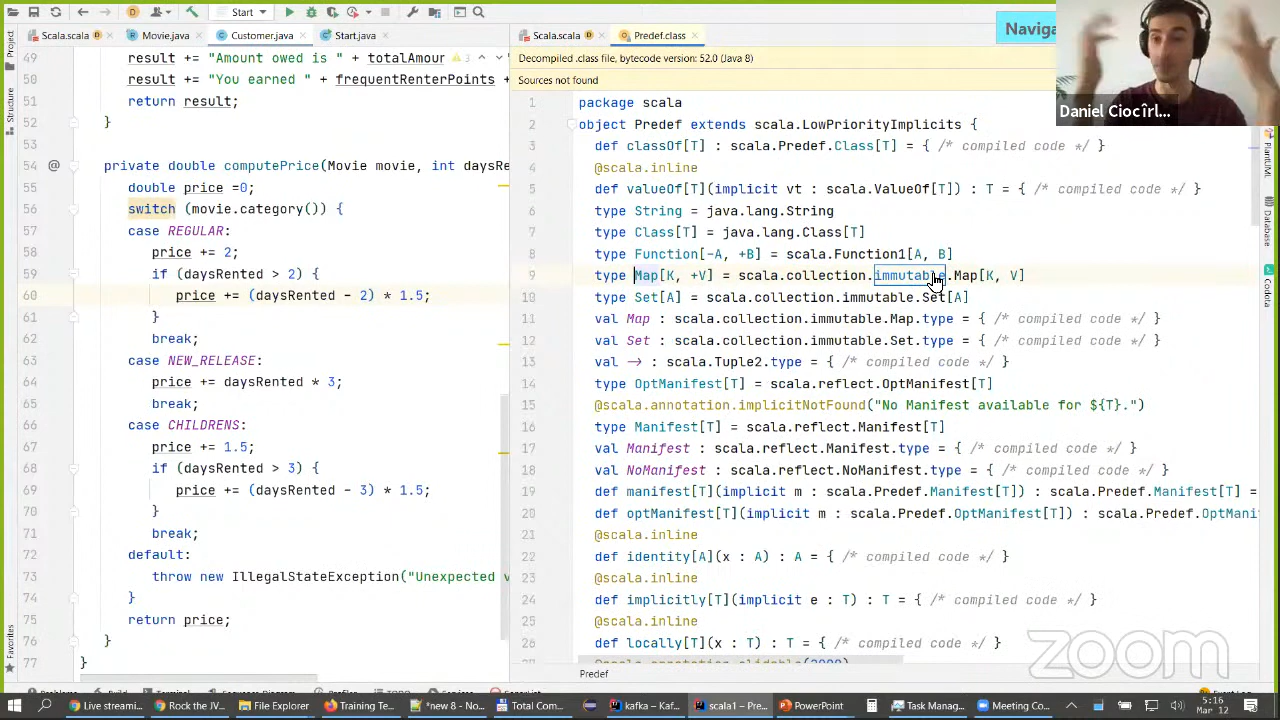 Start
Scala.scala
Movie.java
Customer.java
Start.java
Scala.scala
Predef.class
Naviga
Daniel Ciocîrl...
Project
Structure
Favorites
PlantUML
Database
Codota
Decompiled .class file, bytecode version: 52.0 (Java 8)
Sources not found
49 result += "Amount owed is " + totalAmour 3
50 result += "You earned " + frequentRenterPoints +
51 return result;
52 }
53
54 @ private double computePrice(Movie movie, int daysRe
55 double price =0;
56 switch (movie.category()) {
57 case REGULAR:
58 price += 2;
59 if (daysRented > 2) {
60 price += (daysRented - 2) * 1.5;
61 }
62 break;
63 case NEW_RELEASE:
64 price += daysRented * 3;
65 break;
66 case CHILDRENS:
67 price += 1.5;
68 if (daysRented > 3) {
69 price += (daysRented - 3) * 1.5;
70 }
71 break;
72 default:
73 throw new IllegalStateException("Unexpected v
74 }
75 return price;
76 }
77 }
1 package scala
2 object Predef extends scala.LowPriorityImplicits {
3 def classOf[T] : scala.Predef.Class[T] = { /* compiled code */ }
4 @scala.inline
5 def valueOf[T](implicit vt : scala.ValueOf[T]) : T = { /* compiled code */ }
6 type String = java.lang.String
7 type Class[T] = java.lang.Class[T]
8 type Function[-A, +B] = scala.Function1[A, B]
9 type Map[K, +V] = scala.collection.immutable.Map[K, V]
10 type Set[A] = scala.collection.immutable.Set[A]
11 val Map : scala.collection.immutable.Map.type = { /* compiled code */ }
12 val Set : scala.collection.immutable.Set.type = { /* compiled code */ }
13 val -> : scala.Tuple2.type = { /* compiled code */ }
14 type OptManifest[T] = scala.reflect.OptManifest[T]
15 @scala.annotation.implicitNotFound("No Manifest available for ${T}.")
16 type Manifest[T] = scala.reflect.Manifest[T]
17 val Manifest : scala.reflect.Manifest.type = { /* compiled code */ }
18 val NoManifest : scala.reflect.NoManifest.type = { /* compiled code */ }
19 def manifest[T](implicit m : scala.Predef.Manifest[T]) : scala.Predef.Manifest[T] =
20 def optManifest[T](implicit m : scala.Predef.OptManifest[T]) : scala.Predef.OptMani
21 @scala.inline
22 def identity[A](x : A) : A = { /* compiled code */ }
23 @scala.inline
24 def implicitly[T](implicit e : T) : T = { /* compiled code */ }
25 @scala.inline
26 def locally[T](x : T) : T = { /* compiled code */ }
Predef
zoom
Live streami...
Rock the IV...
File Explorer
Training Te...
*new 8 - No...
Total Com...
kafka – Kaf...
scala1 – Pre...
PowerPoint
Task Manag...
Meeting Co...
5:16
Mar 12